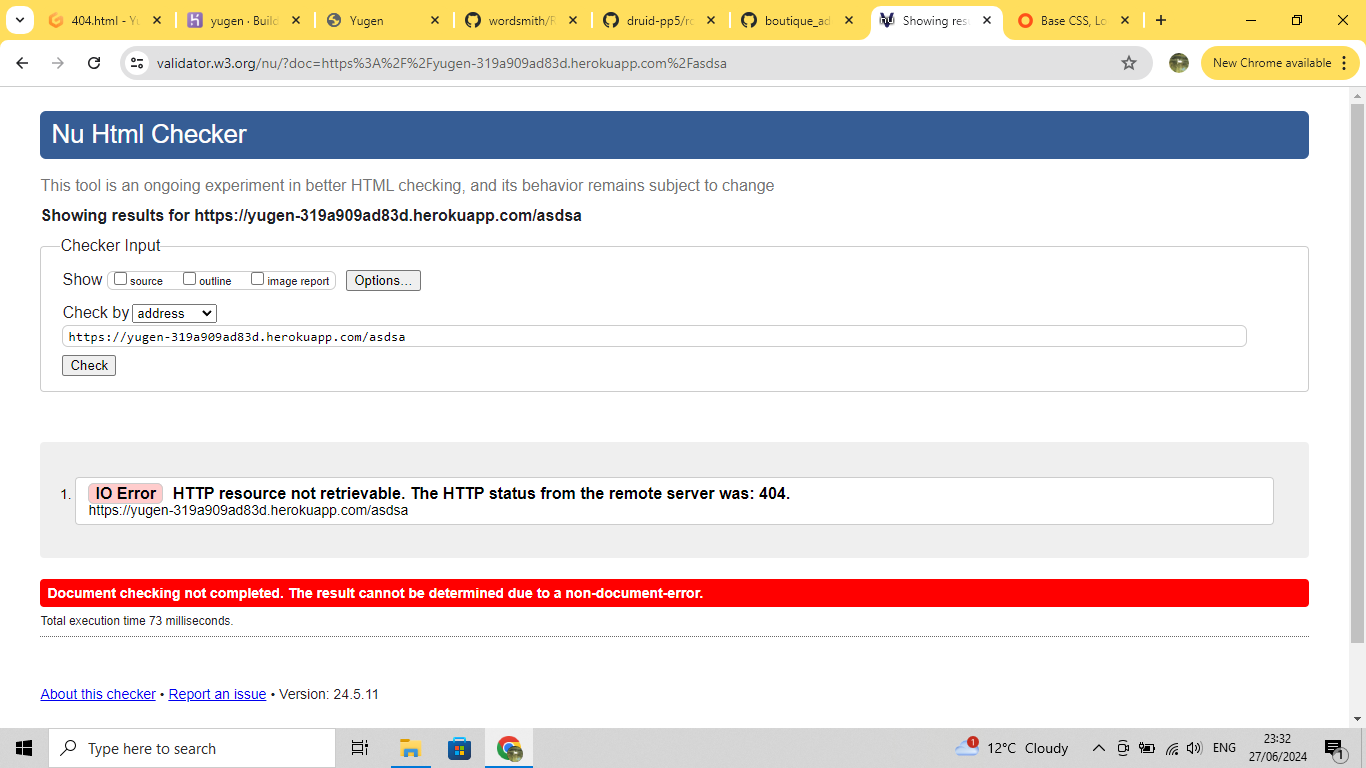 404.html - Yu
yugen · Build
Yugen
wordsmith/R
druid-pp5/ro
boutique_ad
Showing resu
Base CSS, Lo
validator.w3.org/nu/?doc=https%3A%2F%2Fyugen-319a909ad83d.herokuapp.com%2Fasdsa
New Chrome available
Nu Html Checker
This tool is an ongoing experiment in better HTML checking, and its behavior remains subject to change
Showing results for https://yugen-319a909ad83d.herokuapp.com/asdsa
Checker Input
Show source outline image report Options...
Check by address
https://yugen-319a909ad83d.herokuapp.com/asdsa
Check
1. IO Error HTTP resource not retrievable. The HTTP status from the remote server was: 404.
https://yugen-319a909ad83d.herokuapp.com/asdsa
Document checking not completed. The result cannot be determined due to a non-document-error.
Total execution time 73 milliseconds.
About this checker • Report an issue • Version: 24.5.11
Type here to search
1
12°C Cloudy
ENG
23:32
27/06/2024
1